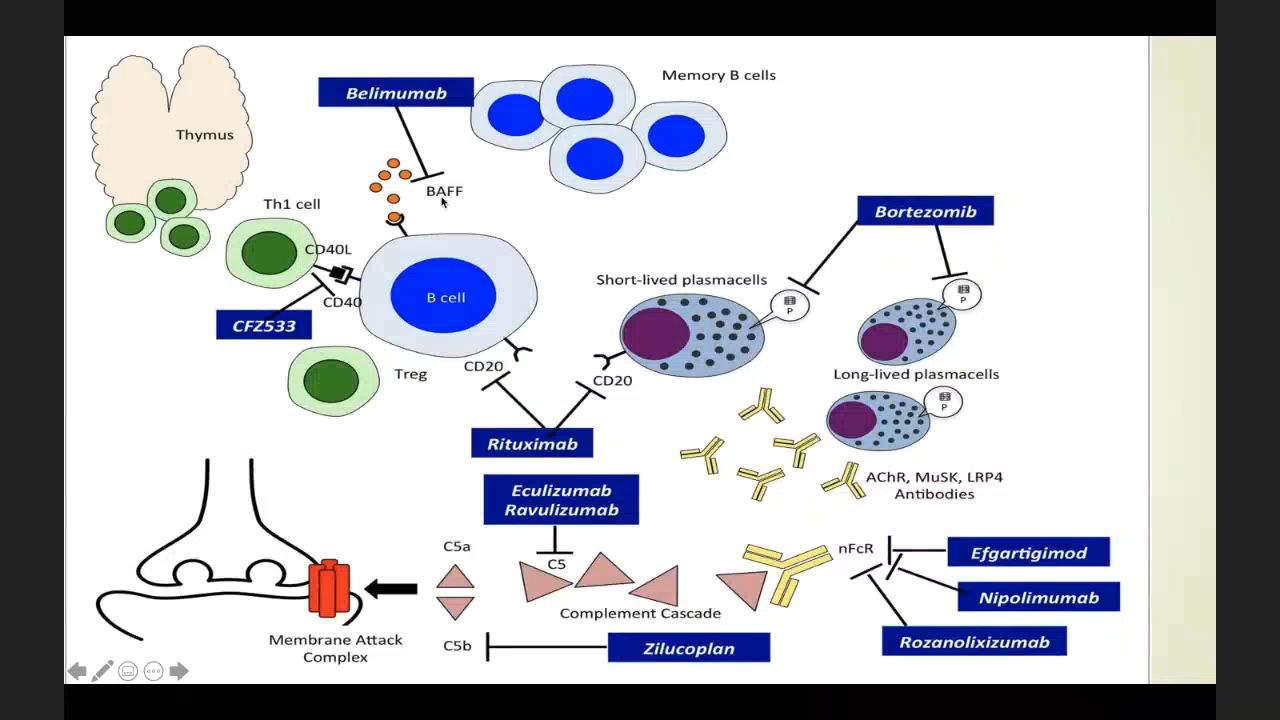 Memory B cells
Belimumab
Thymus
BAFF
Th1 cell
Bortezomib
CD40L
Short-lived plasmacells
B cell
CD40
P
P
CFZ533
CD20
Treg
CD20
Long-lived plasmacells
P
Rituximab
AChR, MuSK, LRP4
Antibodies
Eculizumab
Ravulizumab
C5a
C5
nFcR
Efgartigimod
Nipolimumab
Complement Cascade
Membrane Attack
Complex
C5b
Zilucoplan
Rozanolixizumab